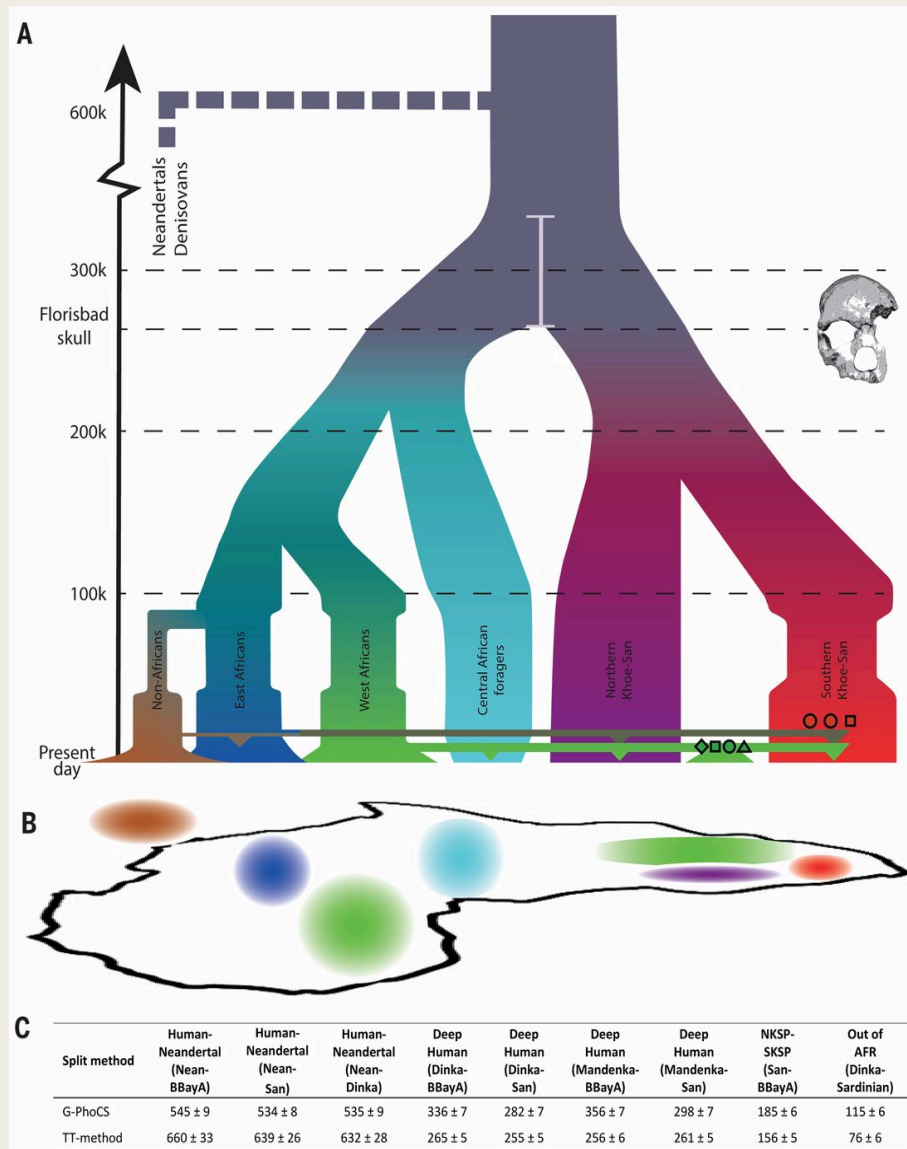 A
600k
Neandertals
Denisovans
300k
Florisbad
skull
200k
100k
Non-Africans
East Africans
West Africans
Central African
foragers
Northern
Khoe-San
Southern
Khoe-San
Present
day
B
C
Split method
Human-
Neandertal
(Nean-
BBayA)
Human-
Neandertal
(Nean-
San)
Human-
Neandertal
(Nean-
Dinka)
Deep
Human
(Dinka-
BBayA)
Deep
Human
(Dinka-
San)
Deep
Human
(Mandenka-
BBayA)
Deep
Human
(Mandenka-
San)
NKSP-
SKSP
(San-
BBayA)
Out of
AFR
(Dinka-
Sardinian)
G-PhoCS 545 ± 9 534 ± 8 535 ± 9 336 ± 7 282 ± 7 356 ± 7 298 ± 7 185 ± 6 115 ± 6
TT-method 660 ± 33 639 ± 26 632 ± 28 265 ± 5 255 ± 5 256 ± 6 261 ± 5 156 ± 5 76 ± 6